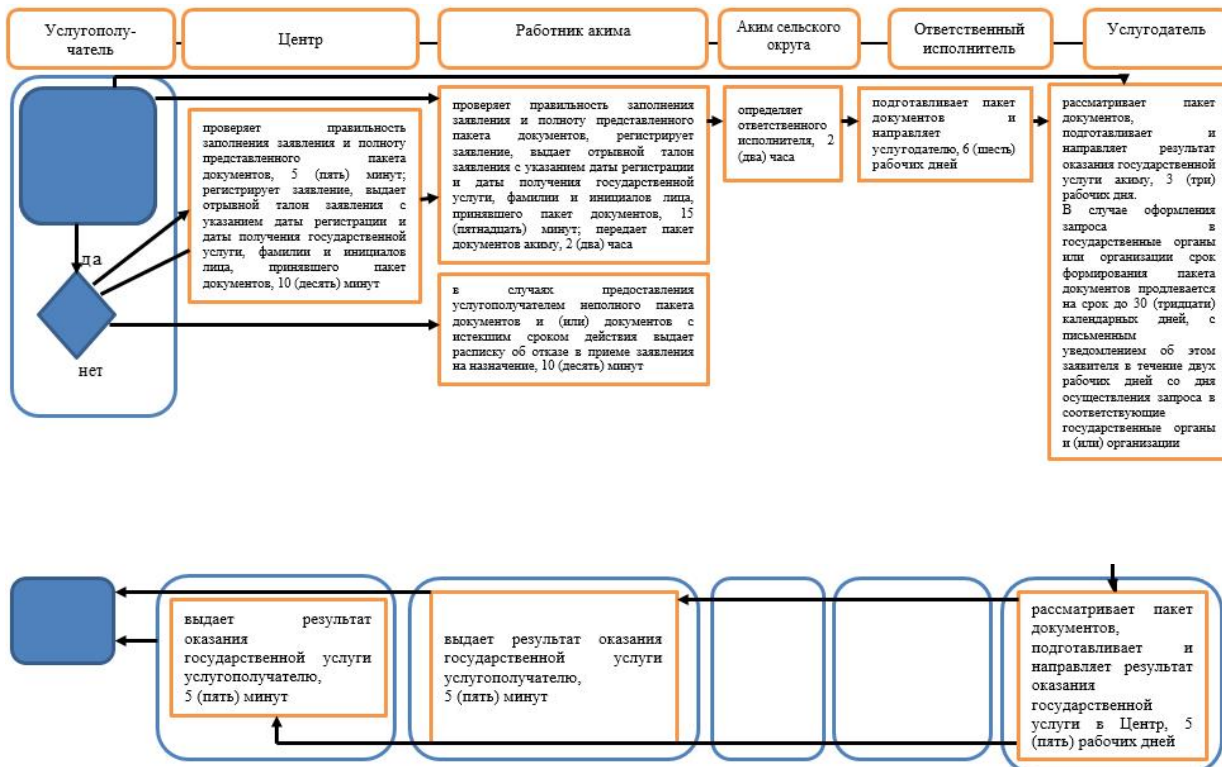 Услугополу-
чатель
Центр
Работник акима
Аким сельского
округа
Ответственный
исполнитель
Услугодатель
да
нет
проверяет правильность
заполнения заявления и полноту
представленного пакета
документов, 5 (пять) минут;
регистрирует заявление, выдает
отрывной талон заявления с
указанием даты регистрации и
даты получения государственной
услуги, фамилии и инициалов
лица, принявшего пакет
документов, 10 (десять) минут
проверяет правильность заполнения
заявления и полноту представленного
пакета документов, регистрирует
заявление, выдает отрывной талон
заявления с указанием даты регистрации
и даты получения государственной
услуги, фамилии и инициалов лица,
принявшего пакет документов, 15
(пятнадцать) минут; передает пакет
документов акиму, 2 (два) часа
в случаях предоставления
услугополучателем неполного пакета
документов и (или) документов с
истекшим сроком действия выдает
расписку об отказе в приеме заявления
на назначение, 10 (десять) минут
определяет
ответственного
исполнителя, 2
(два) часа
подготавливает пакет
документов и
направляет
услугодателю, 6 (шесть)
рабочих дней
рассматривает пакет
документов,
подготавливает и
направляет результат
оказания государственной
услуги акиму, 3 (три)
рабочих дня.
В случае оформления
запроса в
государственные органы
или организации срок
формирования пакета
документов продлевается
на срок до 30 (тридцати)
календарных дней, с
письменным
уведомлением об этом
заявителя в течение двух
рабочих дней со дня
осуществления запроса в
соответствующие
государственные органы
и (или) организации
выдает результат
оказания
государственной услуги
услугополучателю,
5 (пять) минут
выдает результат оказания
государственной услуги
услугополучателю,
5 (пять) минут
рассматривает пакет
документов,
подготавливает и
направляет результат
оказания
государственной
услуги в Центр, 5
(пять) рабочих дней